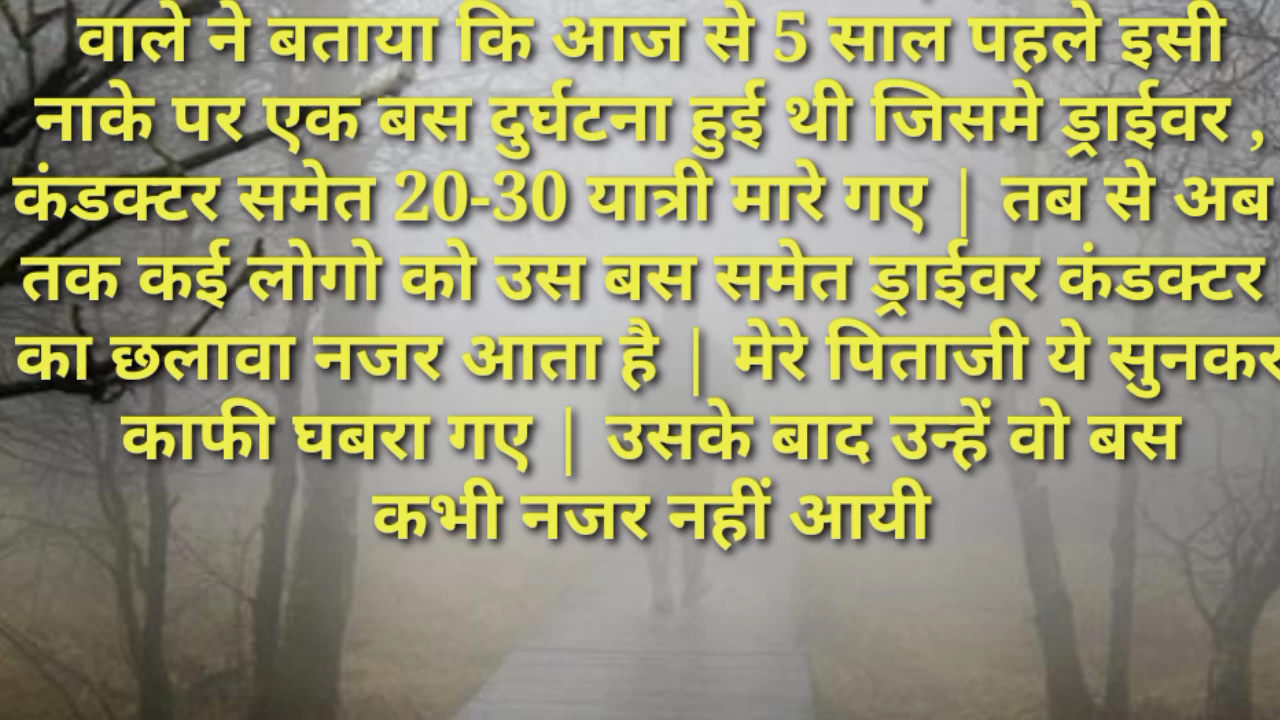 वाले ने बताया कि आज से 5 साल पहले इसी
नाके पर एक बस दुर्घटना हुई थी जिसमे ड्राईवर ,
कंडक्टर समेत 20-30 यात्री मारे गए | तब से अब
तक कई लोगो को उस बस समेत ड्राईवर कंडक्टर
का छलावा नजर आता है | मेरे पिताजी ये सुनकर
काफी घबरा गए | उसके बाद उन्हें वो बस
कभी नजर नहीं आयी